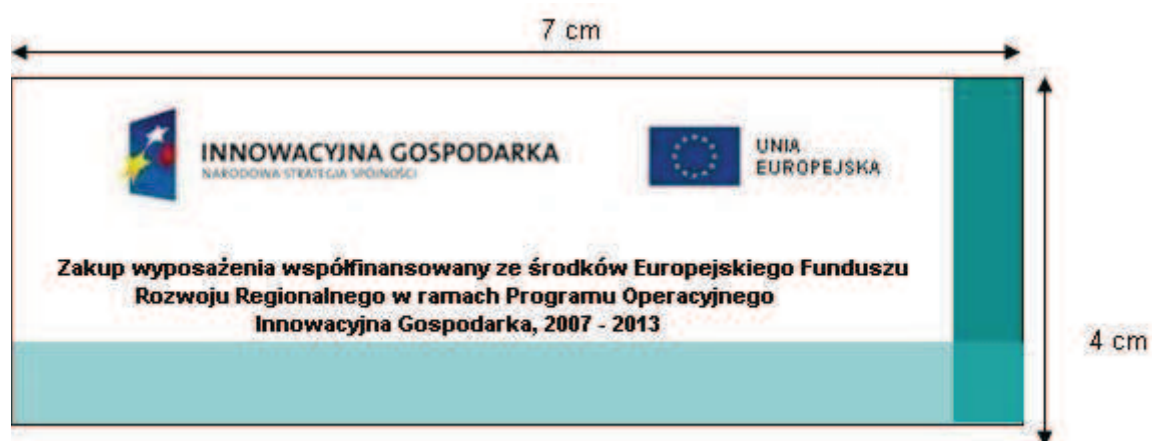 7 cm
INNOWACYJNA GOSPODARKA
NARODOWA STRATEGIA SPÓJNOŚCI
UNIA
EUROPEJSKA
Zakup wyposażenia współfinansowany ze środków Europejskiego Funduszu
Rozwoju Regionalnego w ramach Programu Operacyjnego
Innowacyjna Gospodarka, 2007 - 2013
4 cm